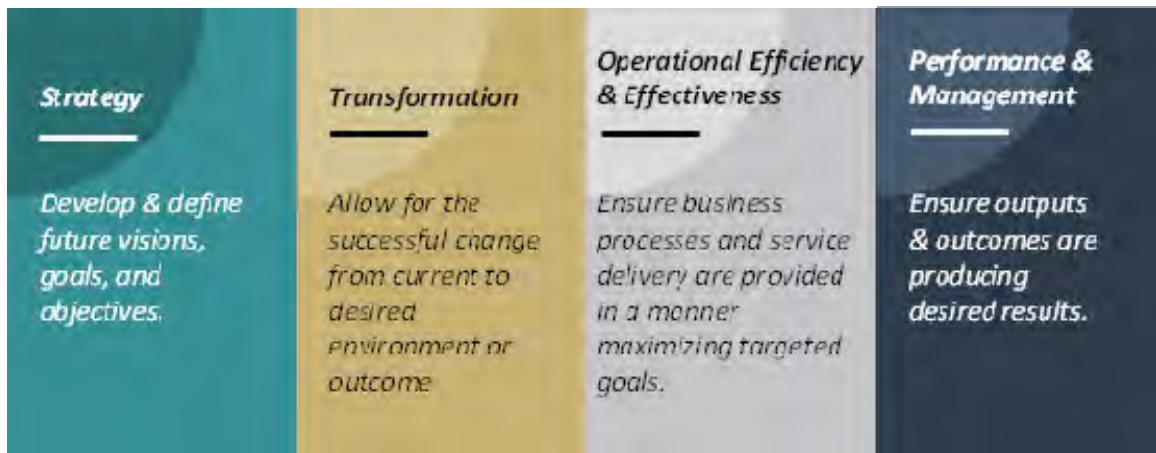 Strategy
Develop & define
future visions,
goals, and
objectives.
Transformation
Allow for the
successful change
from current to
desired
environment or
outcome
Operational Efficiency
& Effectiveness
Ensure business
processes and service
delivery are provided
in a manner
maximizing targeted
goals.
Performance &
Management
Ensure outputs
& outcomes are
producing
desired results.